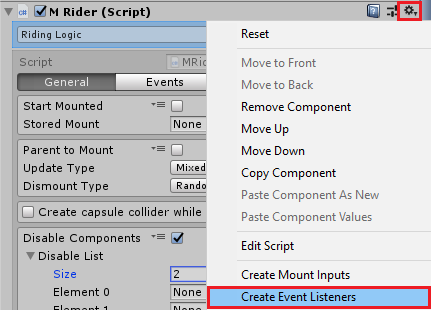 M Rider (Script)
Riding Logic
Script MRid
General Events
Start Mounted
Stored Mount None
Parent to Mount
Update Type Mixed
Dismount Type Rando
Create capsule collider while
Disable Components
Disable List
Size 2
Element 0 None
None
Reset
Move to Front
Move to Back
Remove Component
Move Up
Move Down
Copy Component
Paste Component As New
Paste Component Values
Edit Script
Create Mount Inputs
Create Event Listeners